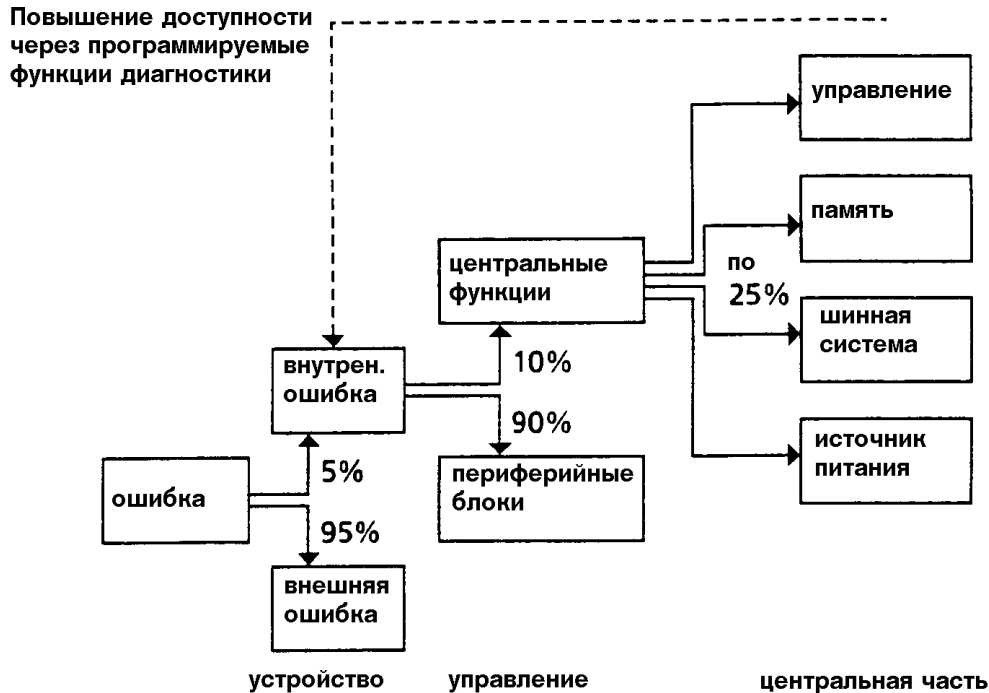 Повышение доступности
через программируемые
функции диагностики
управление
память
центральные
функции
по
25%
шинная
система
внутрен.
ошибка
10%
90%
источник
питания
периферийные
блоки
5%
ошибка
95%
внешняя
ошибка
устройство
управление
центральная часть